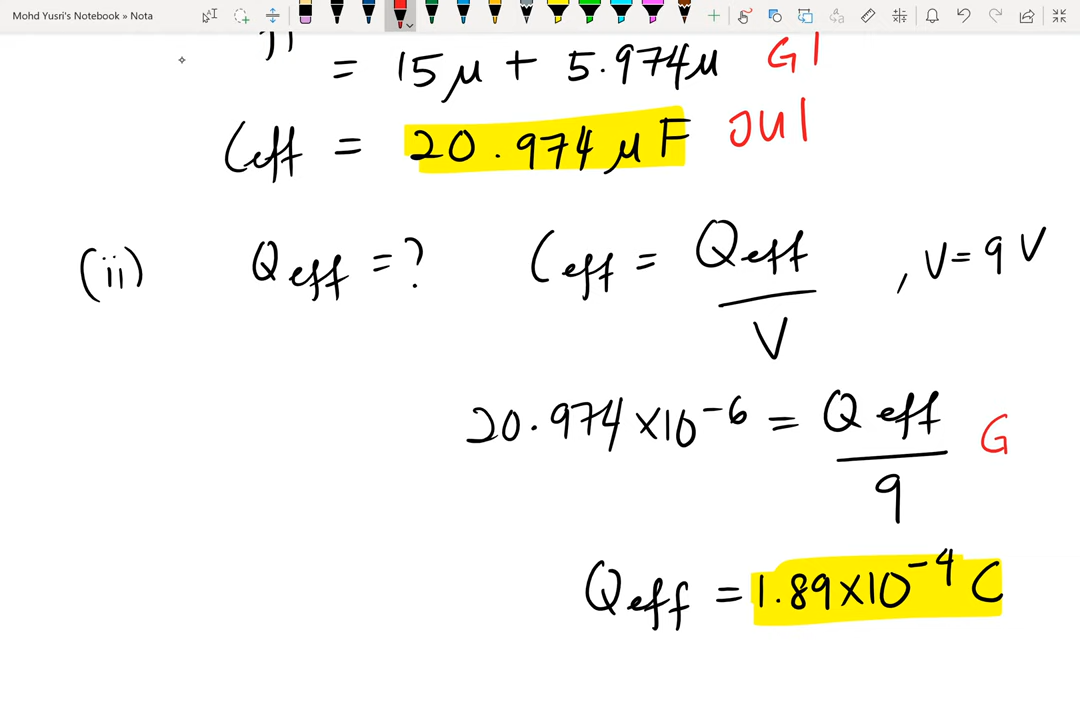 Mohd Yusri's Notebook » Nota
= 15μ + 5.974μ G1
Ceff = 20.974 μF JU1
(ii) Qeff = ? Ceff = Qeff / V , V = 9 V
20.974 × 10⁻⁶ = Qeff / 9 G
Qeff = 1.89 × 10⁻⁴ C